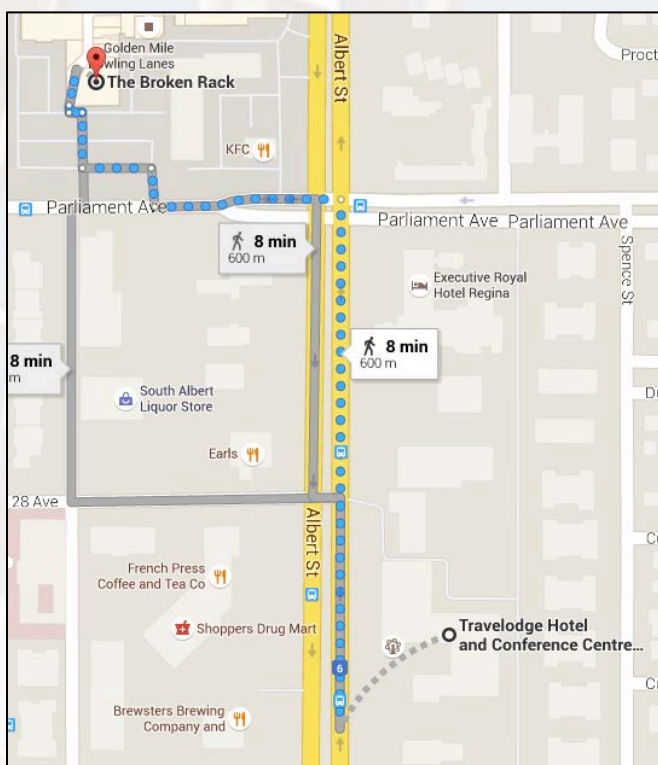 Golden Mile
owling Lanes
The Broken Rack
Albert St
Proct
KFC
Parliament Ave
Parliament Ave
Parliament Ave
8 min
600 m
Spence St
Executive Royal
Hotel Regina
8 min
600 m
8 min
m
South Albert
Liquor Store
Earls
28 Ave
Albert St
French Press
Coffee and Tea Co
Shoppers Drug Mart
Travelodge Hotel
and Conference Centre...
6
Brewsters Brewing
Company and